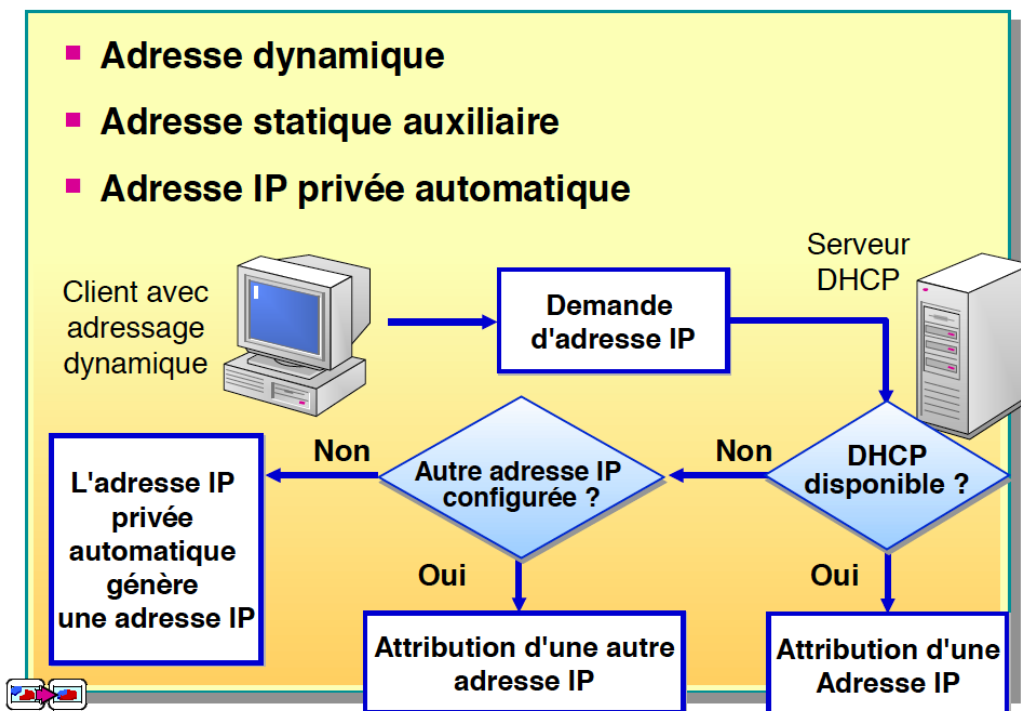 Adresse dynamique
Adresse statique auxiliaire
Adresse IP privée automatique
Client avec
adressage
dynamique
Demande
d'adresse IP
Serveur
DHCP
DHCP
disponible ?
Non
Autre adresse IP
configurée ?
Non
L'adresse IP
privée
automatique
génère
une adresse IP
Oui
Attribution d'une autre
adresse IP
Oui
Attribution d'une
Adresse IP